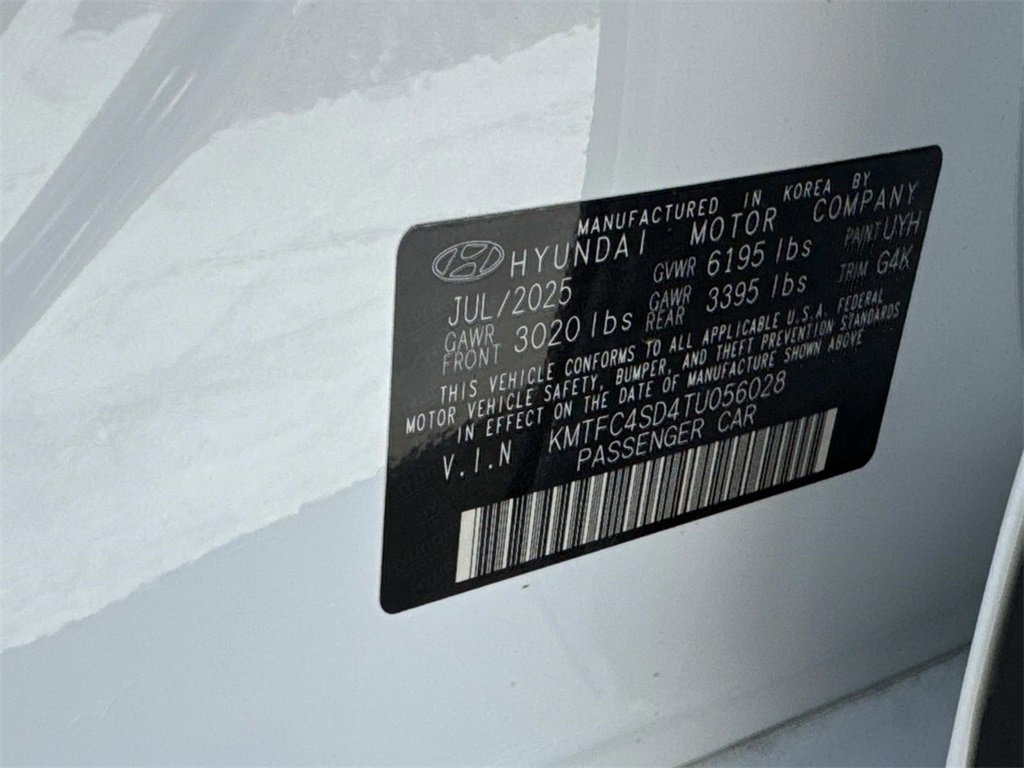 MANUFACTURED IN KOREA BY
HYUNDAI MOTOR COMPANY
JUL/2025 GVWR 6195 lbs PAINT UYH
GAWR FRONT 3020 lbs GAWR REAR 3395 lbs TRIM G4K
THIS VEHICLE CONFORMS TO ALL APPLICABLE U.S.A. FEDERAL
MOTOR VEHICLE SAFETY, BUMPER, AND THEFT PREVENTION STANDARDS
IN EFFECT ON THE DATE OF MANUFACTURE SHOWN ABOVE
V.I.N KMTFC4SD4TU056028
PASSENGER CAR